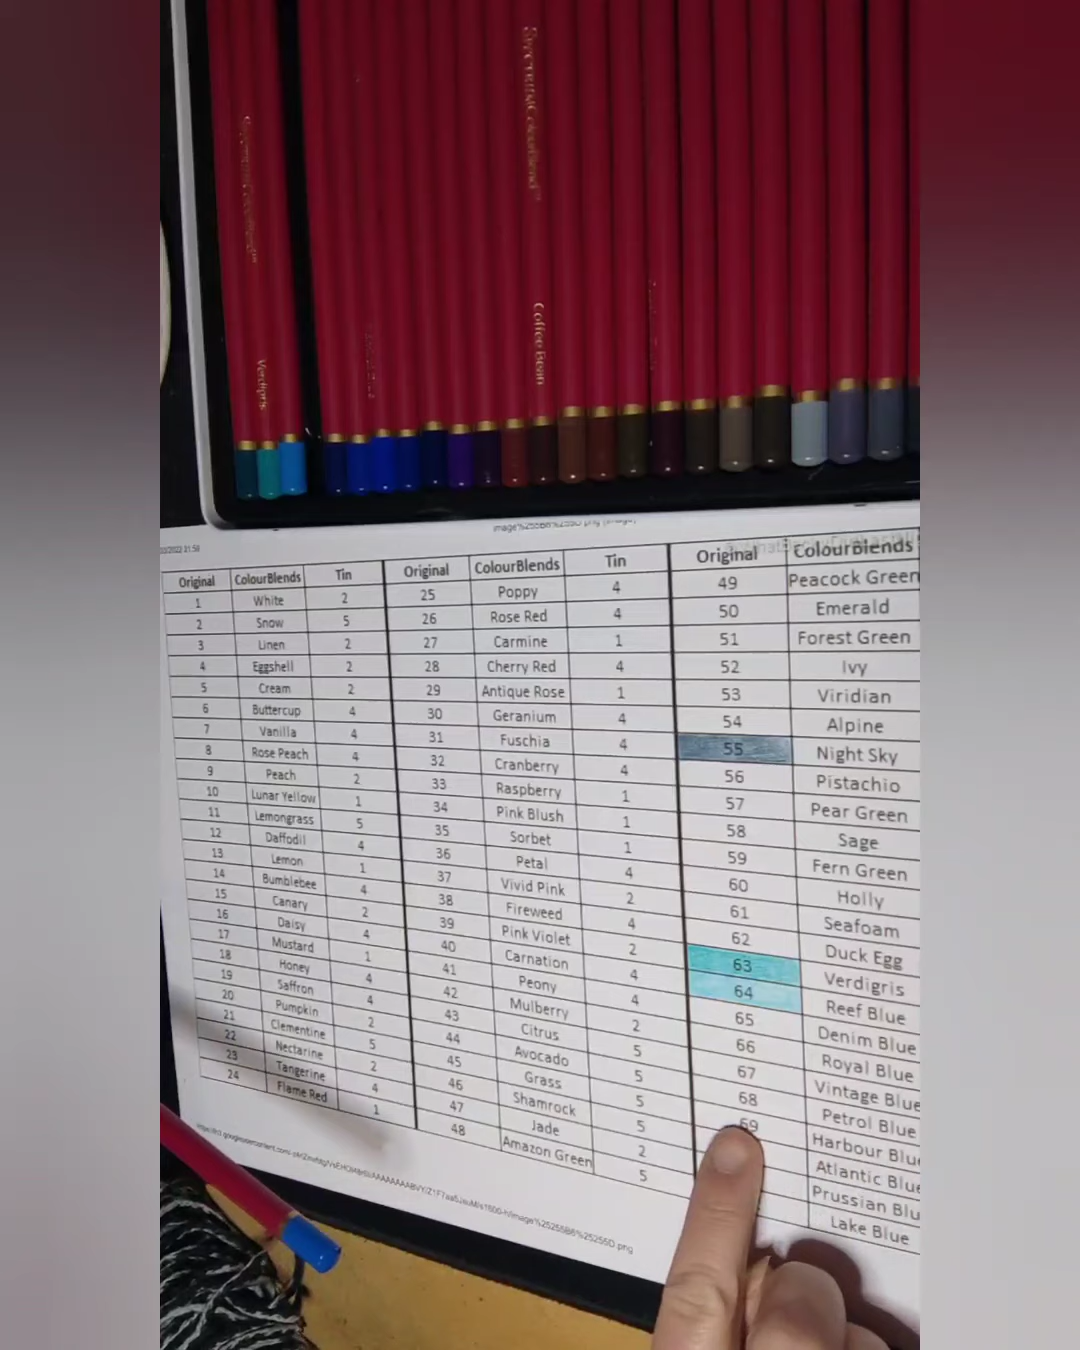 SpectrumColourBlend™
Coffee Bean
Verdigris
Original ColourBlends Tin Original ColourBlends Tin Original ColourBlends
1 White 2 25 Poppy 4 49 Peacock Green
2 Snow 5 26 Rose Red 4 50 Emerald
3 Linen 2 27 Carmine 1 51 Forest Green
4 Eggshell 2 28 Cherry Red 4 52 Ivy
5 Cream 2 29 Antique Rose 1 53 Viridian
6 Buttercup 4 30 Geranium 4 54 Alpine
7 Vanilla 4 31 Fuschia 4 55 Night Sky
8 Rose Peach 4 32 Cranberry 4 56 Pistachio
9 Peach 2 33 Raspberry 1 57 Pear Green
10 Lunar Yellow 1 34 Pink Blush 1 58 Sage
11 Lemongrass 5 35 Sorbet 1 59 Fern Green
12 Daffodil 4 36 Petal 4 60 Holly
13 Lemon 1 37 Vivid Pink 2 61 Seafoam
14 Bumblebee 4 38 Fireweed 4 62 Duck Egg
15 Canary 2 39 Pink Violet 2 63 Verdigris
16 Daisy 4 40 Carnation 4 64 Reef Blue
17 Mustard 1 41 Peony 4 65 Denim Blue
18 Honey 4 42 Mulberry 2 66 Royal Blue
19 Saffron 4 43 Citrus 5 67 Vintage Blue
20 Pumpkin 2 44 Avocado 5 68 Petrol Blue
21 Clementine 5 45 Grass 5 69 Harbour Blu
22 Nectarine 2 46 Shamrock 5 Atlantic Blue
23 Tangerine 4 47 Jade 2 Prussian Blu
24 Flame Red 1 48 Amazon Green 5 Lake Blue